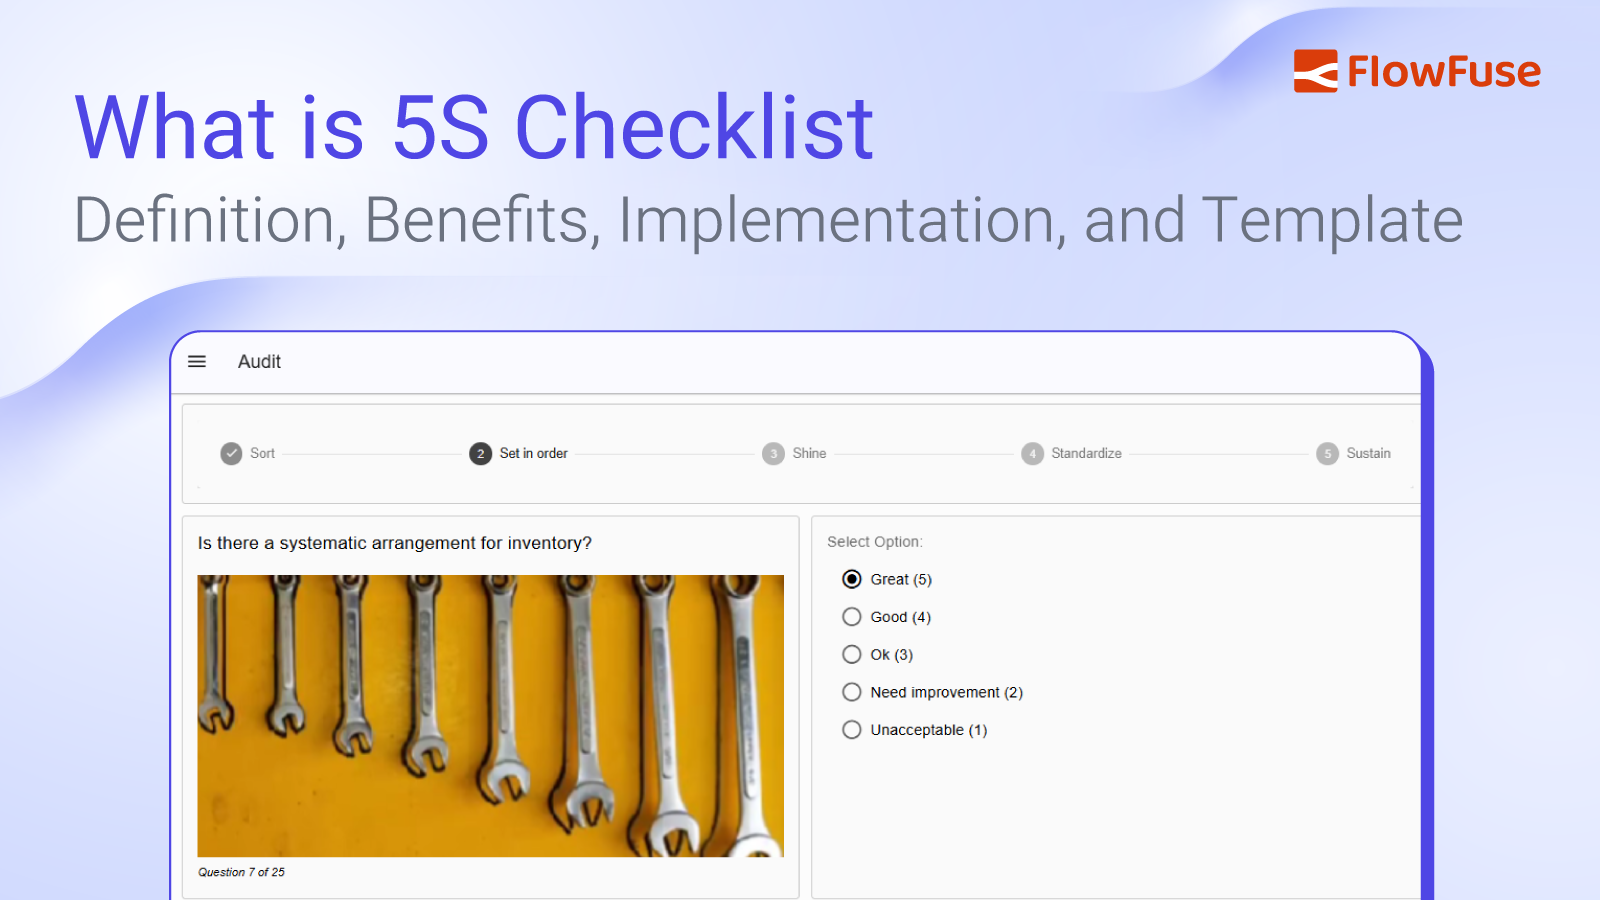 FlowFuse
What is 5S Checklist
Definition, Benefits, Implementation, and Template
Audit
Sort
2 Set in order
3 Shine
4 Standardize
5 Sustain
Is there a systematic arrangement for inventory?
Question 7 of 25
Select Option:
Great (5)
Good (4)
Ok (3)
Need improvement (2)
Unacceptable (1)